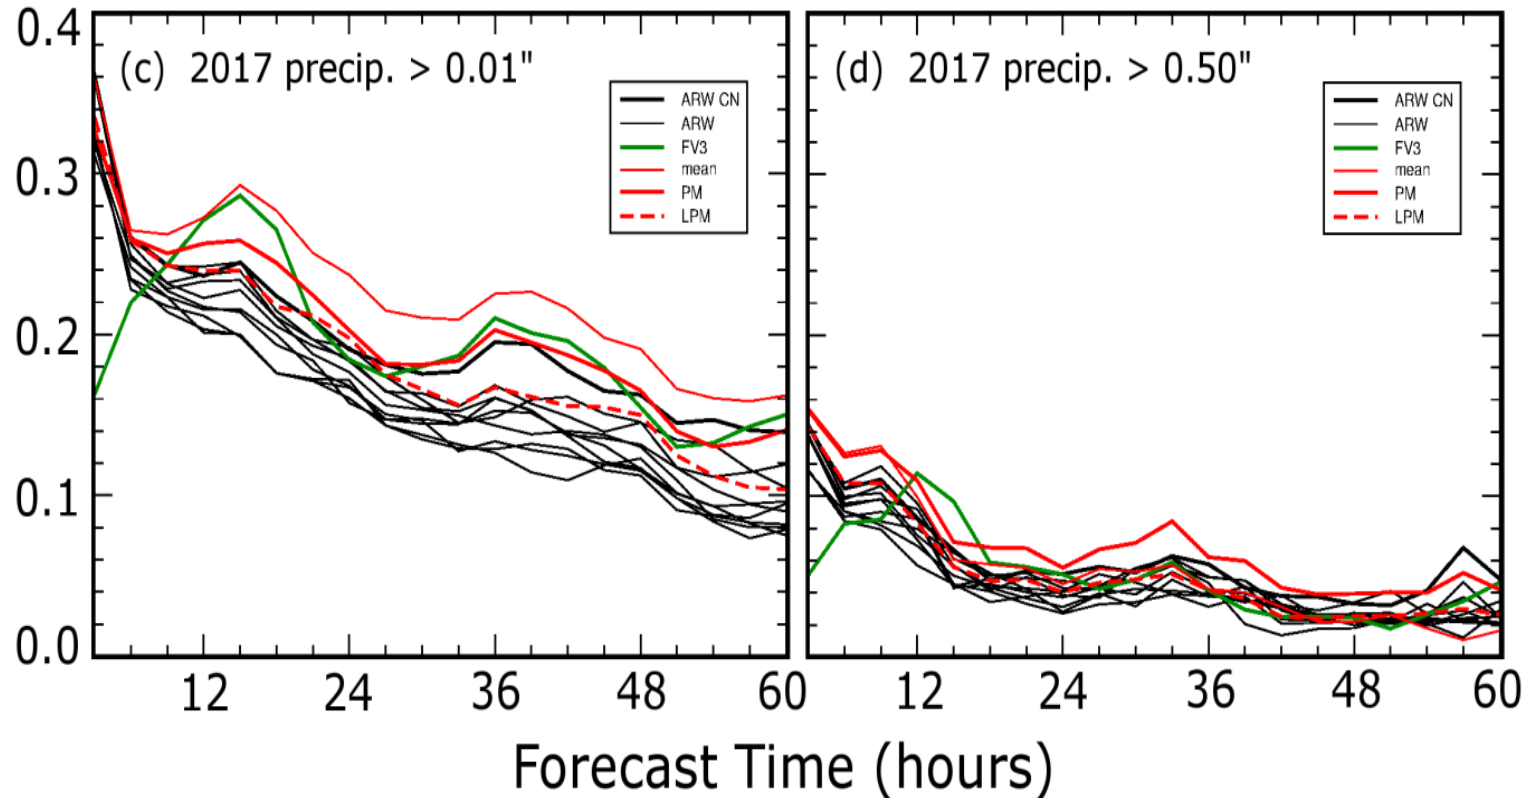 0.4
0.3
0.2
0.1
0.0
(c) 2017 precip. > 0.01"
ARW CN
ARW
FV3
mean
PM
LPM
12 24 36 48 60
(d) 2017 precip. > 0.50"
ARW CN
ARW
FV3
mean
PM
LPM
12 24 36 48 60
Forecast Time (hours)